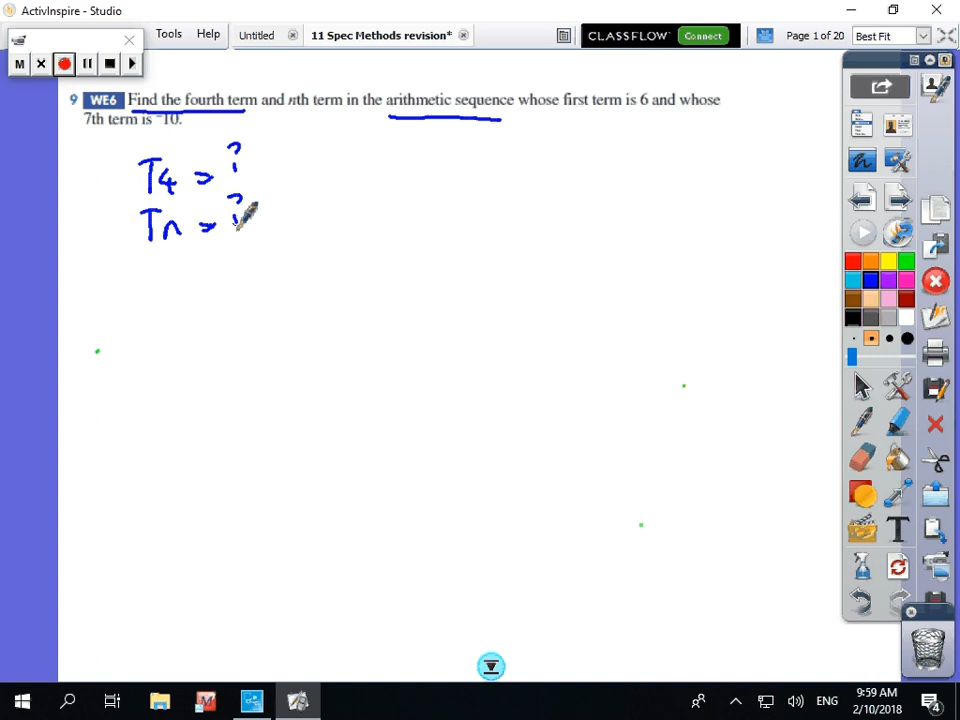 ActivInspire - Studio
Tools Help Untitled 11 Spec Methods revision* CLASSFLOW Connect Page 1 of 20 Best Fit
M
9 WE6 Find the fourth term and nth term in the arithmetic sequence whose first term is 6 and whose
7th term is ⁻10.
T4 = ?
Tn = ?
T
ENG 9:59 AM
2/10/2018
4